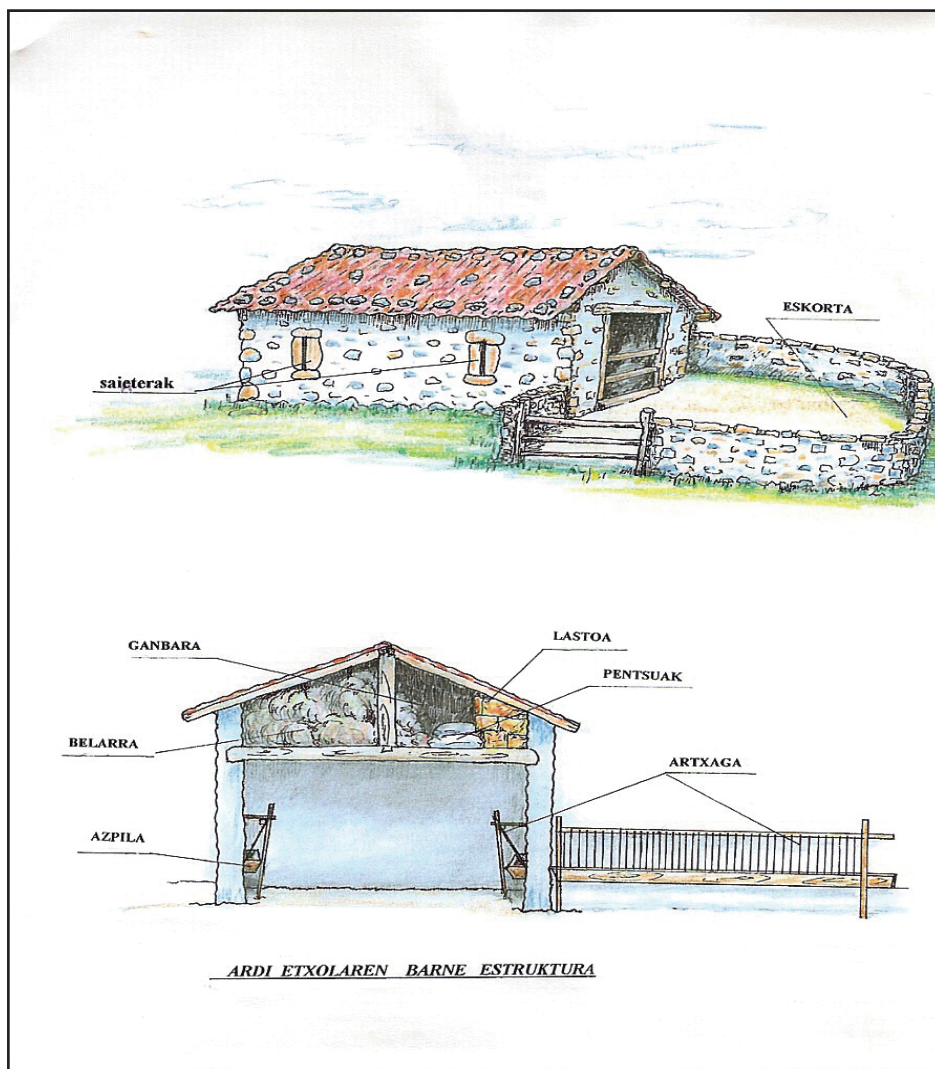 ESKORTA
saieterak
GANBARA
LASTOA
PENTSUAK
BELARRA
ARTXAGA
AZPILA
ARDI ETXOLAREN BARNE ESTRUKTURA